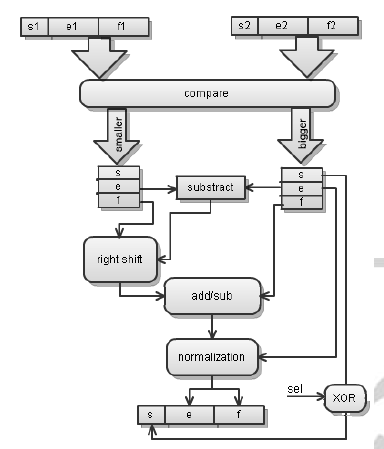 s1 e1 f1
s2 e2 f2
compare
smaller
bigger
s
e
f
substract
s
e
f
right shift
add/sub
normalization
sel
XOR
s e f